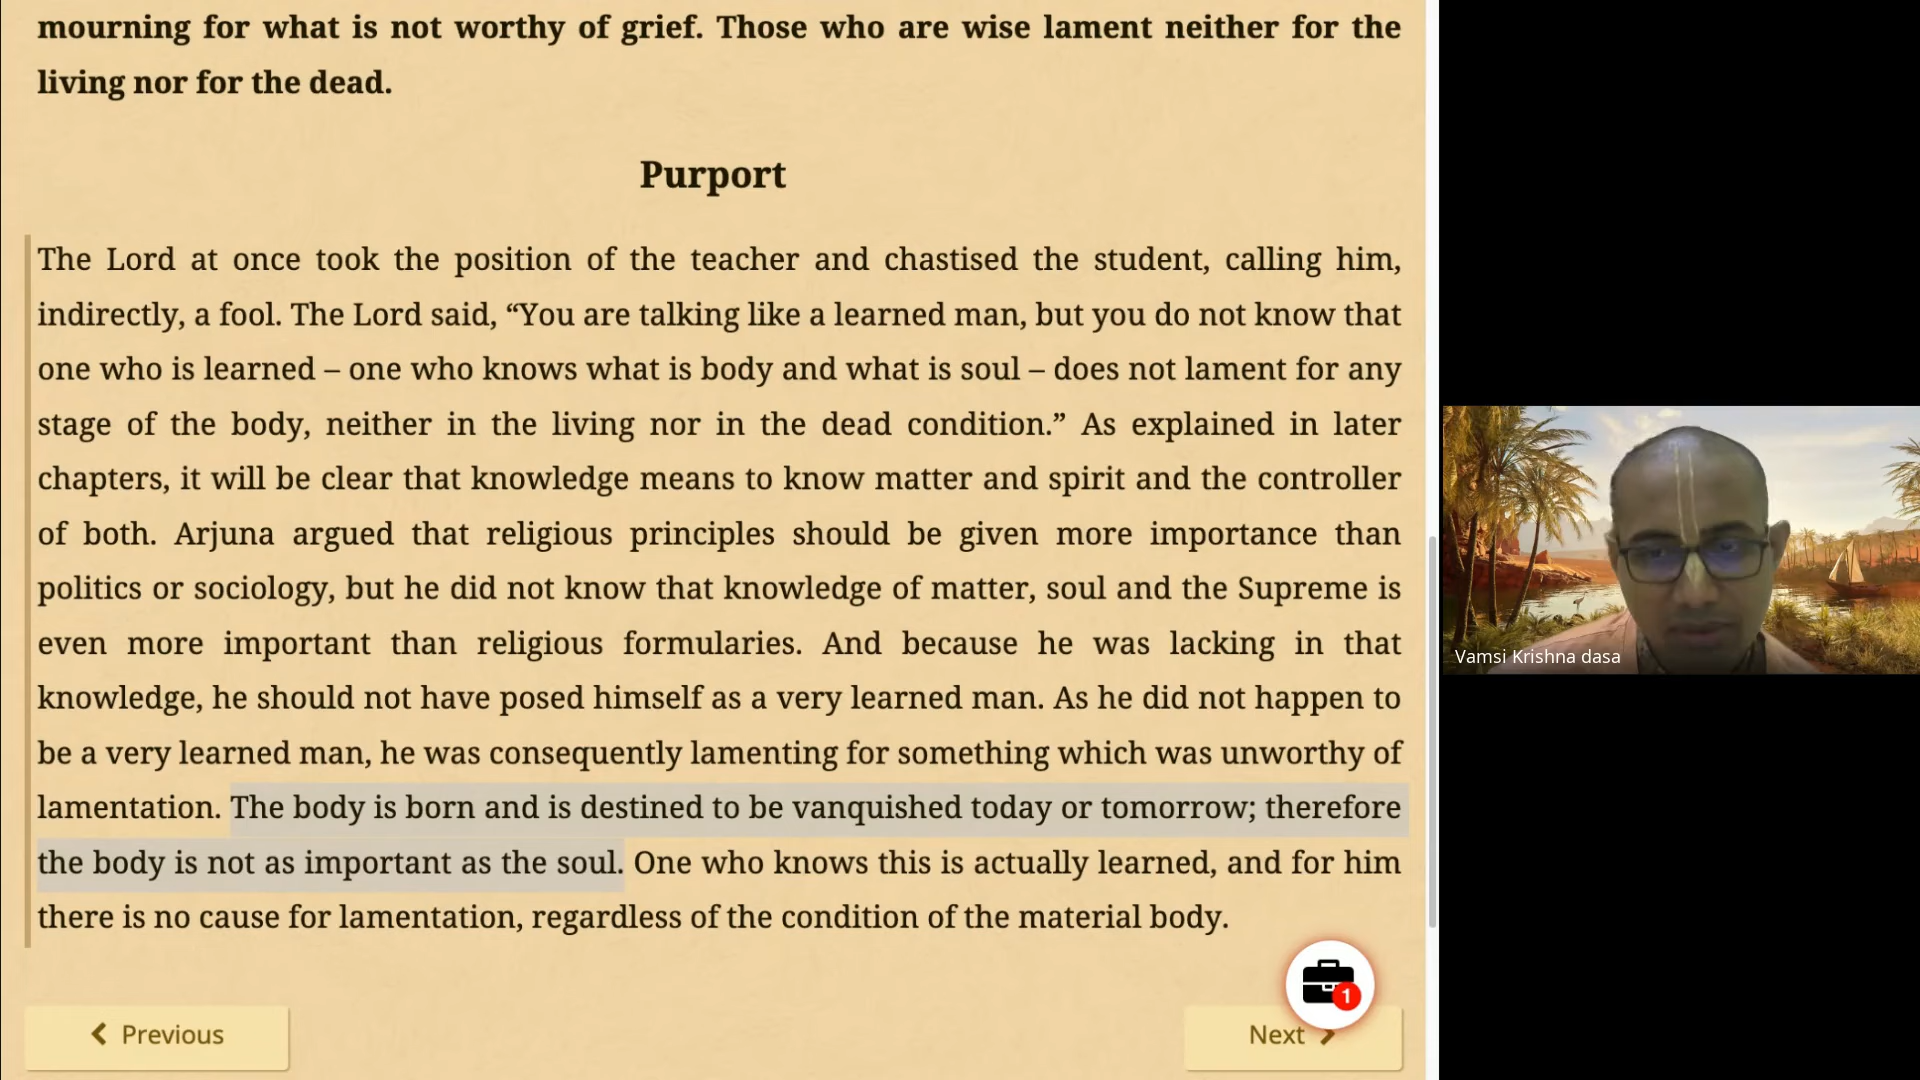 mourning for what is not worthy of grief. Those who are wise lament neither for the
living nor for the dead.
Purport
The Lord at once took the position of the teacher and chastised the student, calling him,
indirectly, a fool. The Lord said, “You are talking like a learned man, but you do not know that
one who is learned – one who knows what is body and what is soul – does not lament for any
stage of the body, neither in the living nor in the dead condition.” As explained in later
chapters, it will be clear that knowledge means to know matter and spirit and the controller
of both. Arjuna argued that religious principles should be given more importance than
politics or sociology, but he did not know that knowledge of matter, soul and the Supreme is
even more important than religious formularies. And because he was lacking in that
knowledge, he should not have posed himself as a very learned man. As he did not happen to
be a very learned man, he was consequently lamenting for something which was unworthy of
lamentation. The body is born and is destined to be vanquished today or tomorrow; therefore
the body is not as important as the soul. One who knows this is actually learned, and for him
there is no cause for lamentation, regardless of the condition of the material body.
1
Previous
Next
Vamsi Krishna dasa